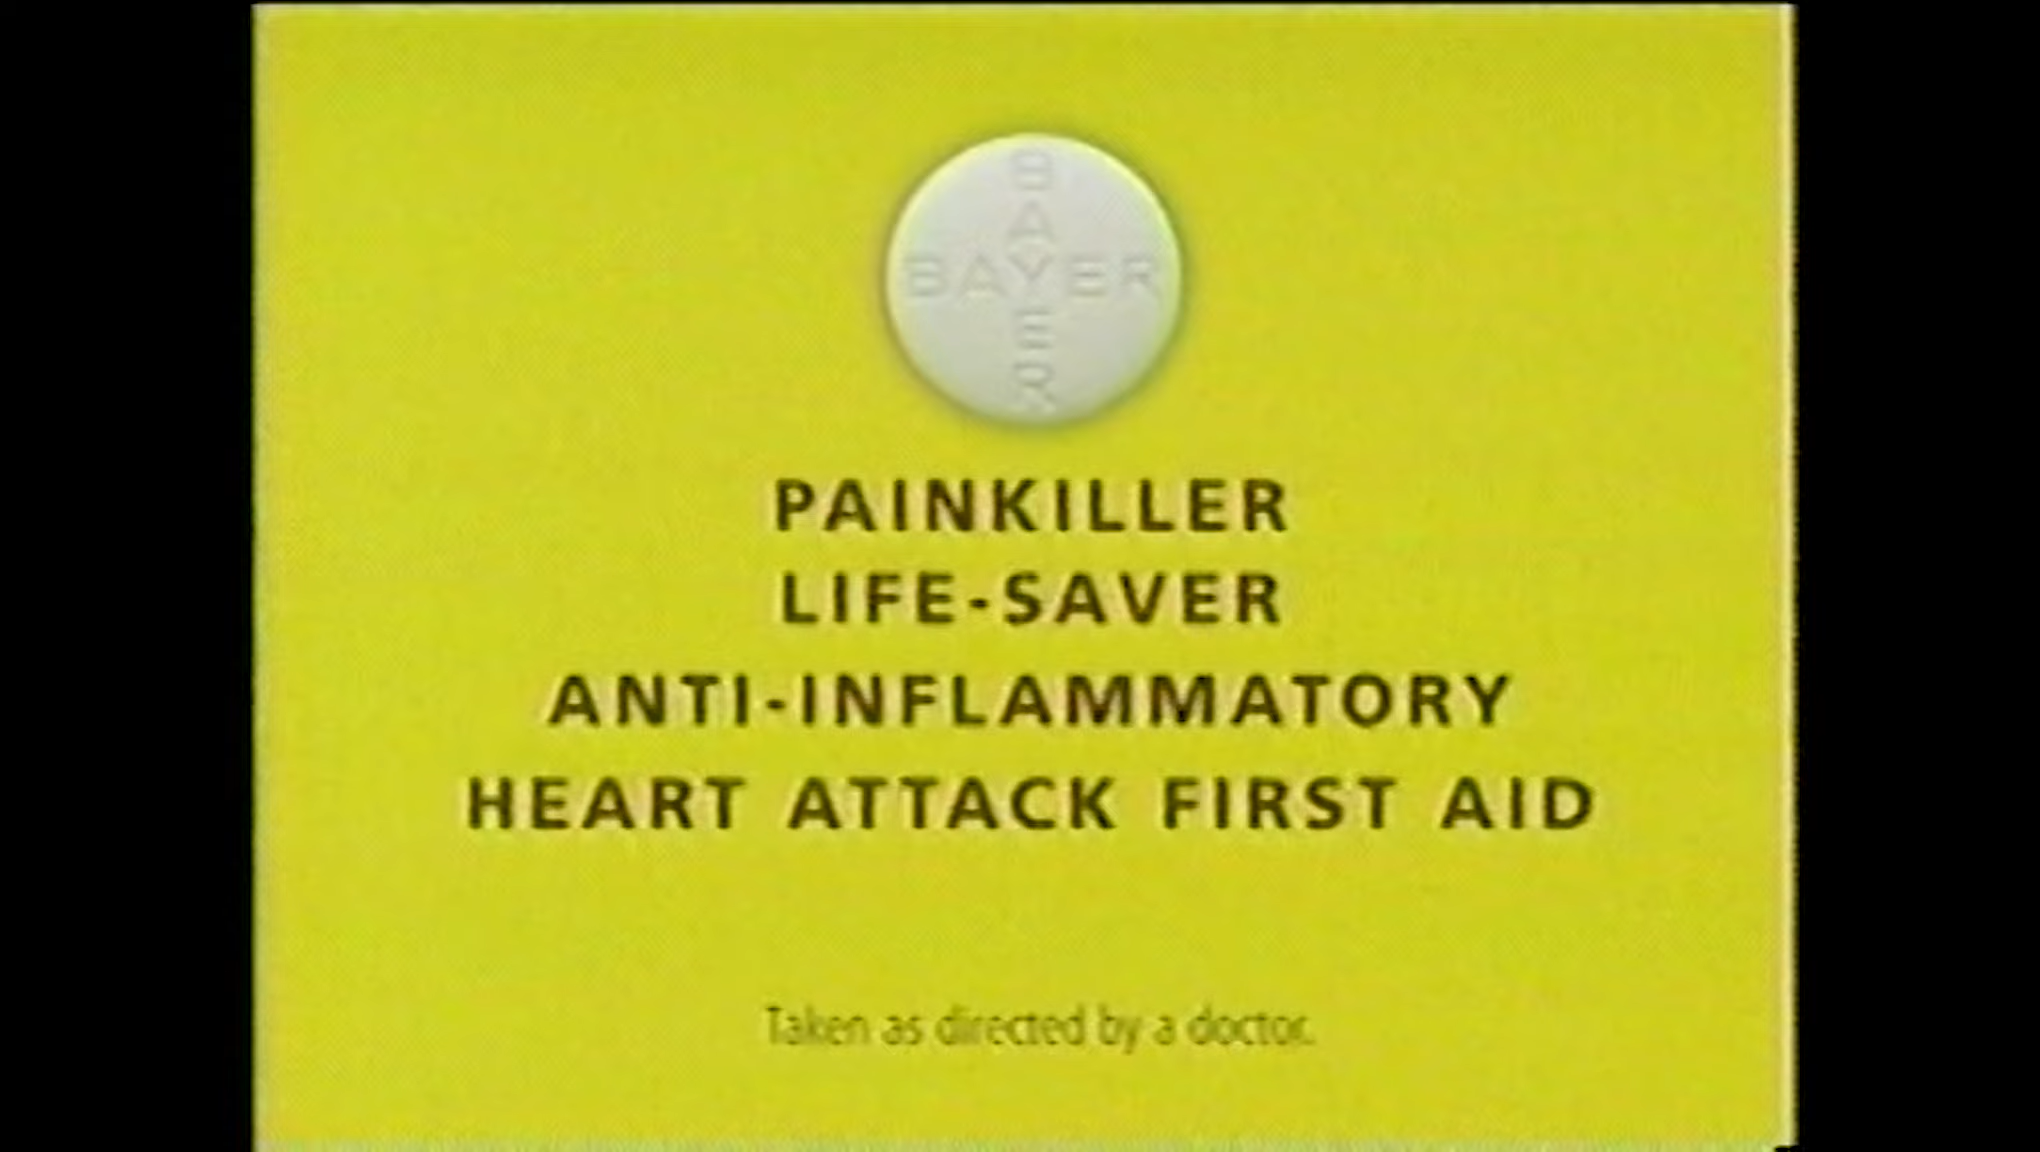 BAYER
BAYER
PAINKILLER
LIFE-SAVER
ANTI-INFLAMMATORY
HEART ATTACK FIRST AID
Taken as directed by a doctor.